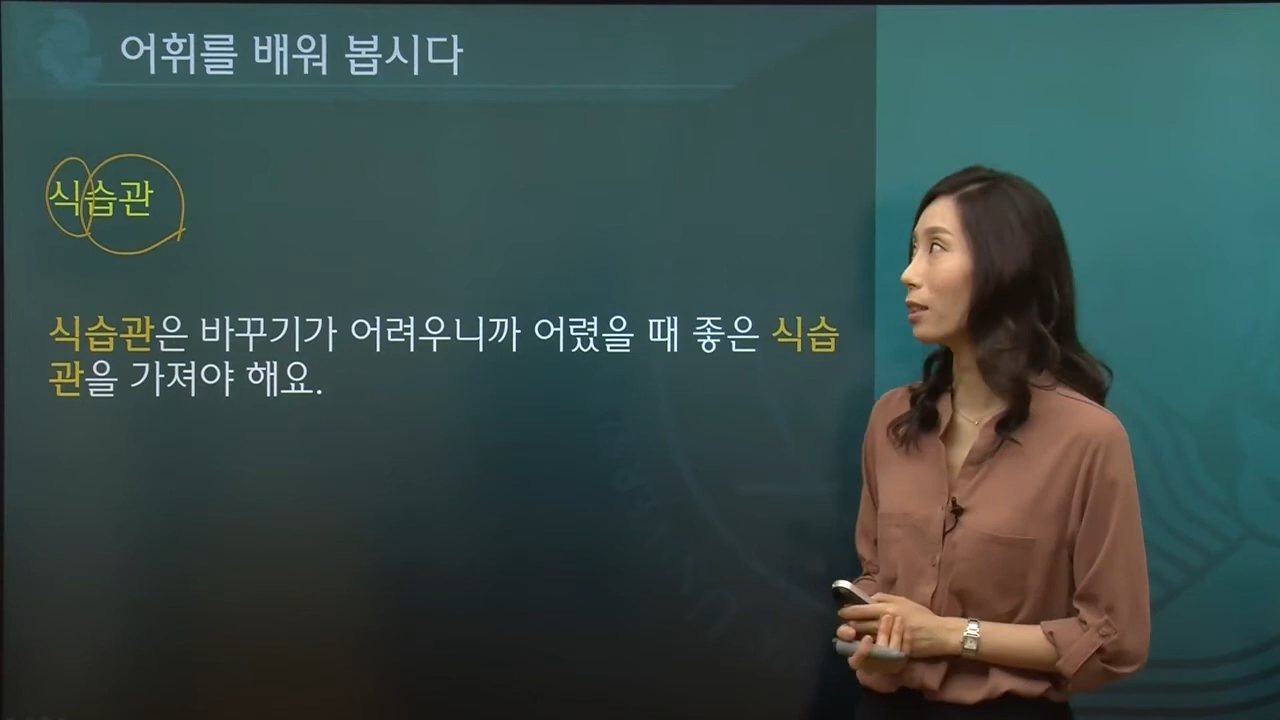 어휘를 배워 봅시다
식습관
식습관은 바꾸기가 어려우니까 어렸을 때 좋은 식습
관을 가져야 해요.